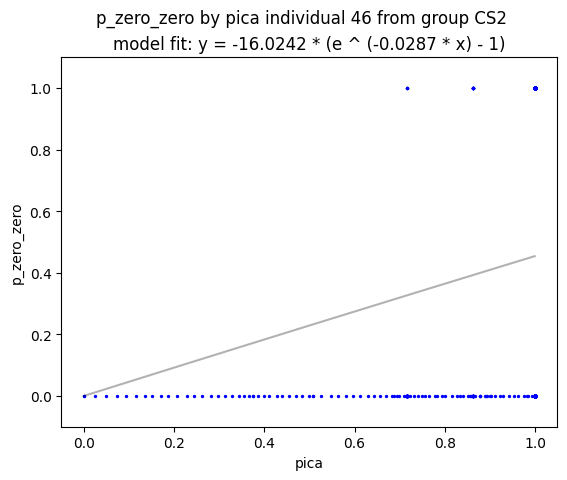 p_zero_zero by pica individual 46 from group CS2
model fit: y = -16.0242 * (e ^ (-0.0287 * x) - 1)
1.0
0.8
0.6
0.4
0.2
0.0
p_zero_zero
0.0 0.2 0.4 0.6 0.8 1.0
pica